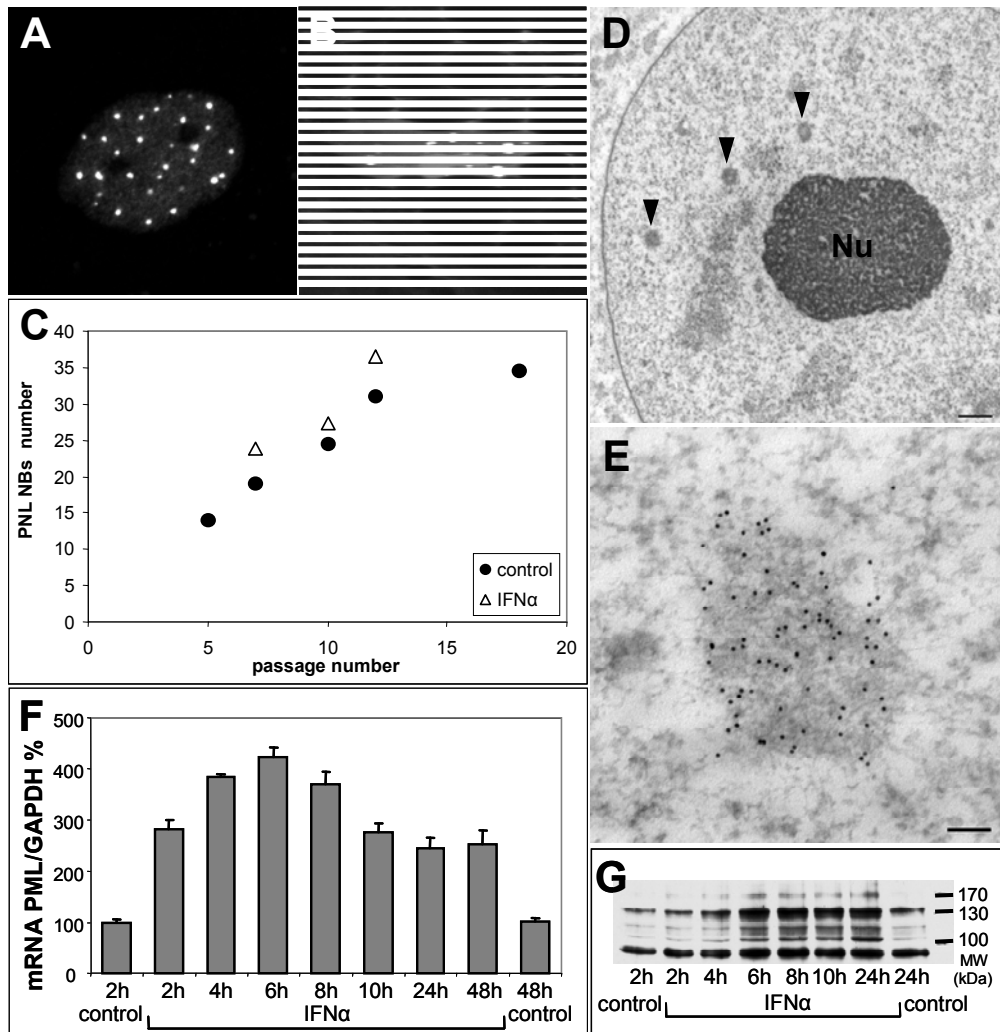 A
B
C
40
35
30
25
20
15
10
5
0
PNL NBs number
0 5 10 15 20
passage number
control
IFNα
D
Nu
E
F
500
400
300
200
100
0
mRNA PML/GAPDH %
2h 2h 4h 6h 8h 10h 24h 48h 48h
control IFNα control
G
170
130
100
MW
(kDa)
2h 2h 4h 6h 8h 10h 24h 24h
control IFNα control